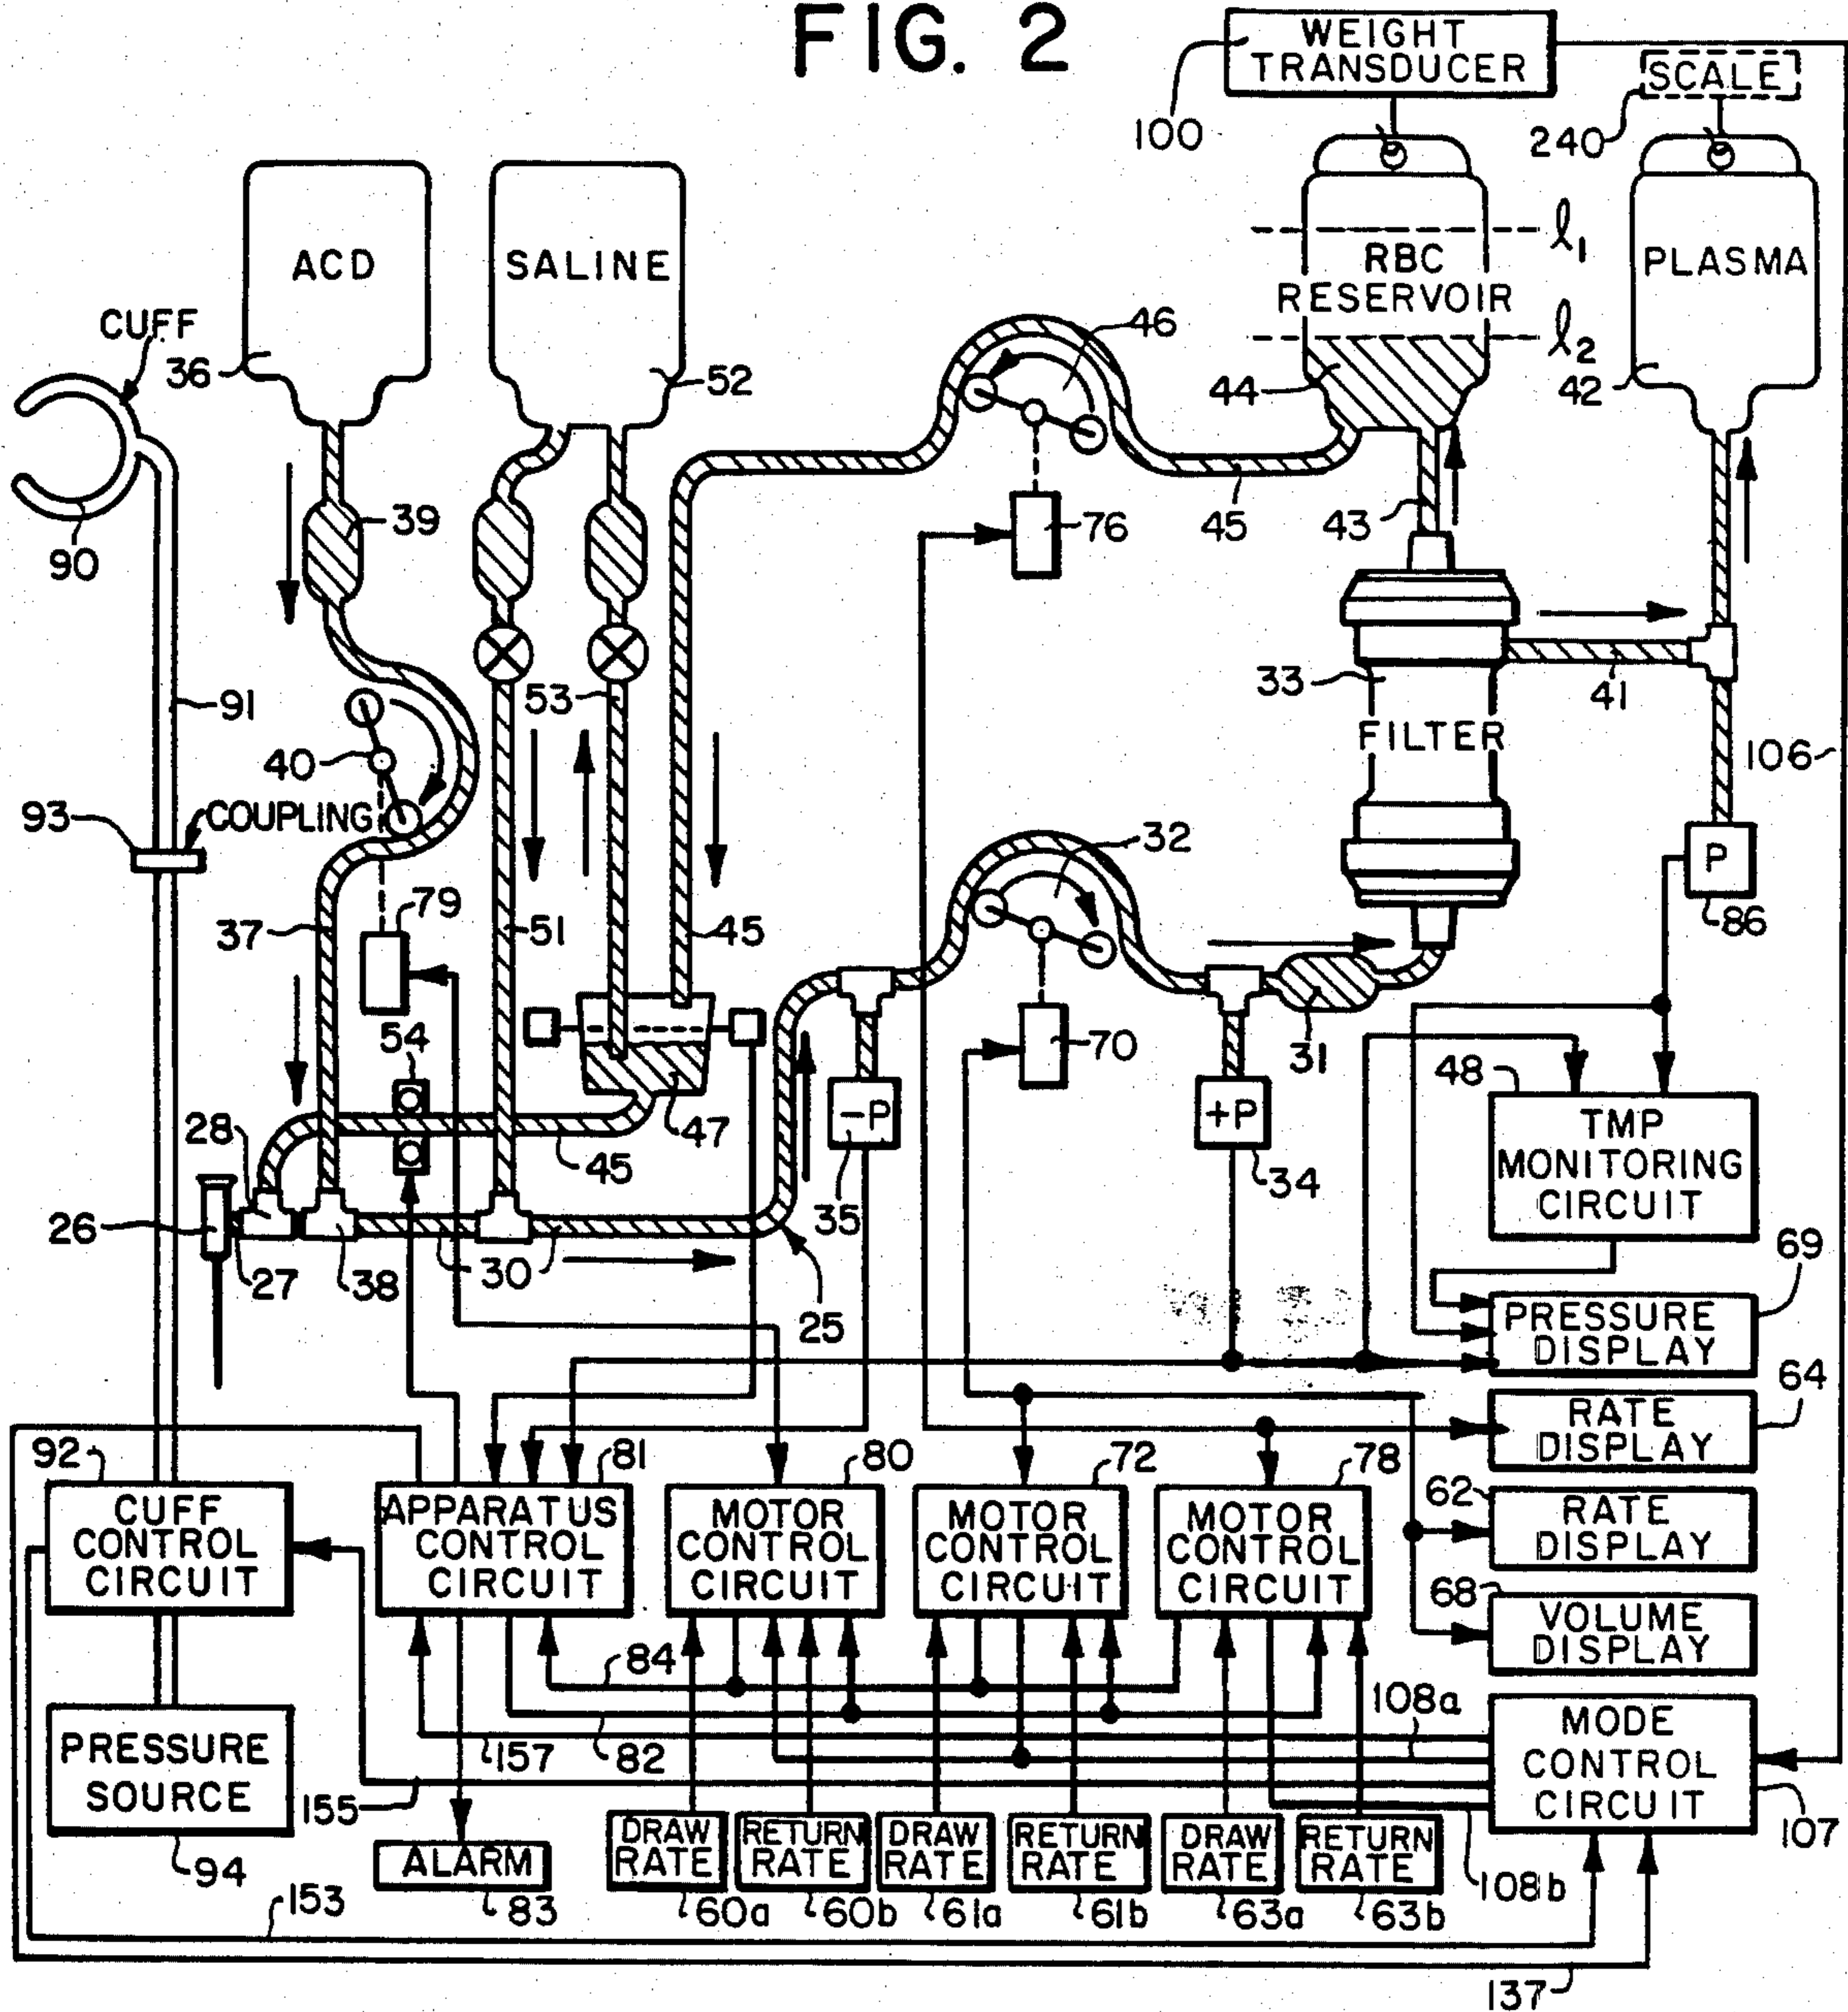 FIG. 2
WEIGHT
TRANSDUCER
100
SCALE
240
ACD
36
SALINE
52
CUFF
90
RBC
RESERVOIR
l1
l2
44
PLASMA
42
46
45
43
76
39
91
53
33
FILTER
41
106
40
COUPLING
93
P
86
32
79
37
51
45
70
31
54
47
45
-P
35
+P
34
48
TMP
MONITORING
CIRCUIT
28
26
27
38
30
25
69
PRESSURE
DISPLAY
64
RATE
DISPLAY
62
RATE
DISPLAY
68
VOLUME
DISPLAY
92
CUFF
CONTROL
CIRCUIT
81
APPARATUS
CONTROL
CIRCUIT
80
MOTOR
CONTROL
CIRCUIT
72
MOTOR
CONTROL
CIRCUIT
78
MOTOR
CONTROL
CIRCUIT
84
82
157
108a
PRESSURE
SOURCE
94
155
MODE
CONTROL
CIRCUIT
107
ALARM
83
DRAW
RATE
60a
RETURN
RATE
60b
DRAW
RATE
61a
RETURN
RATE
61b
DRAW
RATE
63a
RETURN
RATE
63b
108b
153
137